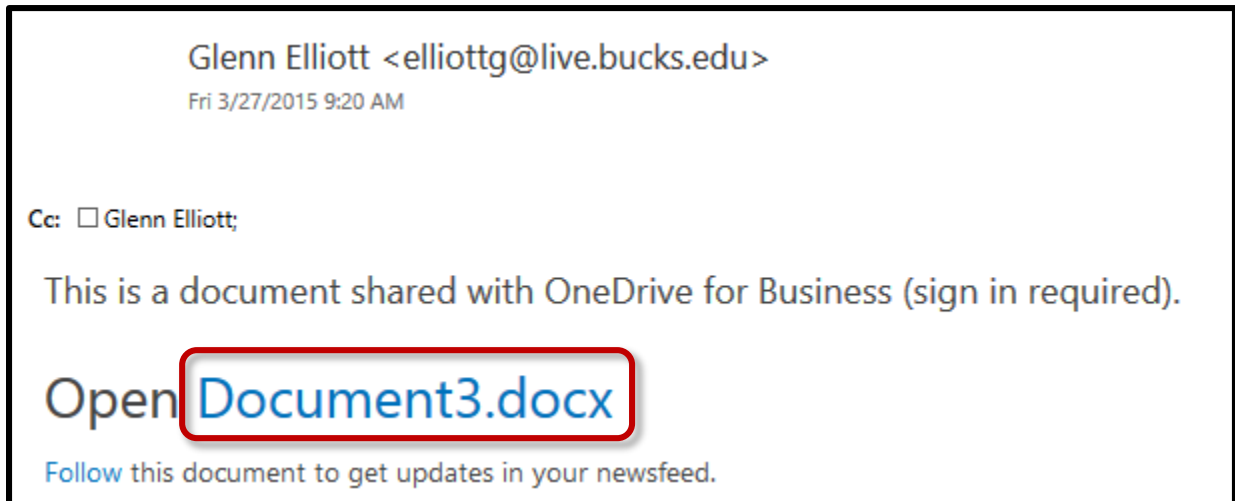 Glenn Elliott <elliottg@live.bucks.edu>
Fri 3/27/2015 9:20 AM
Cc: Glenn Elliott;
This is a document shared with OneDrive for Business (sign in required).
Open Document3.docx
Follow this document to get updates in your newsfeed.